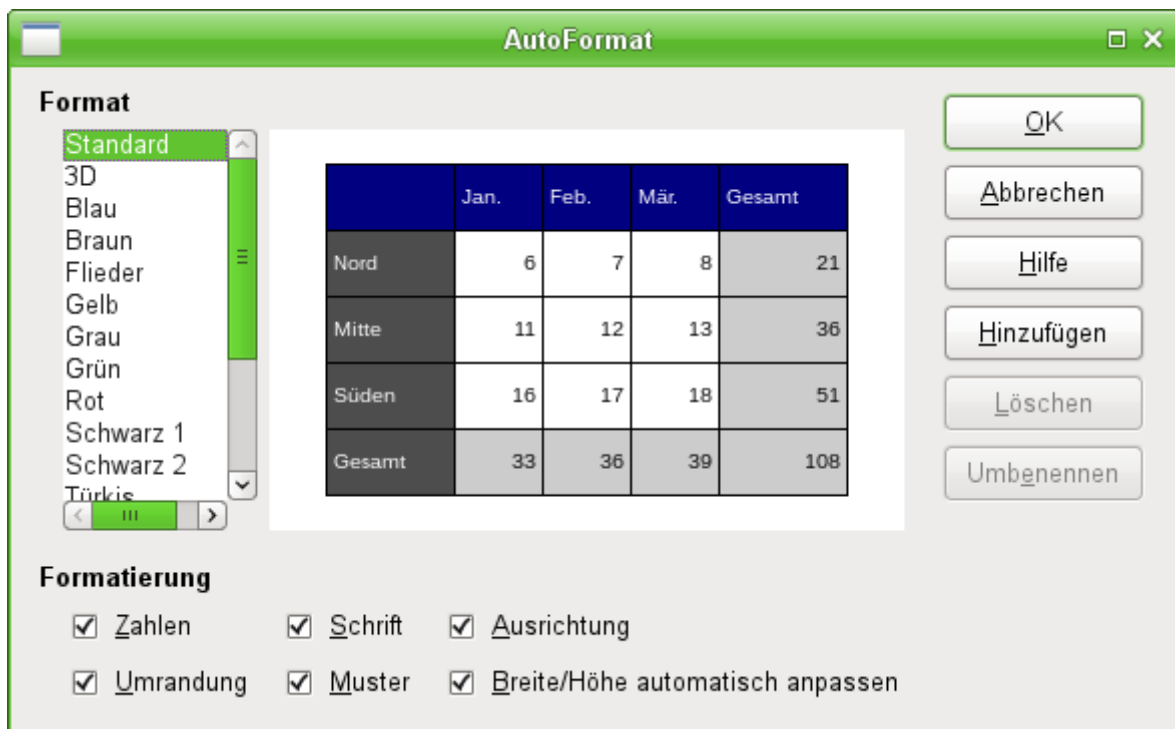 AutoFormat
Format
Standard
3D
Blau
Braun
Flieder
Gelb
Grau
Grün
Rot
Schwarz 1
Schwarz 2
Türkis
Jan. Feb. Mär. Gesamt
Nord 6 7 8 21
Mitte 11 12 13 36
Süden 16 17 18 51
Gesamt 33 36 39 108
OK
Abbrechen
Hilfe
Hinzufügen
Löschen
Umbenennen
Formatierung
Zahlen Schrift Ausrichtung
Umrandung Muster Breite/Höhe automatisch anpassen